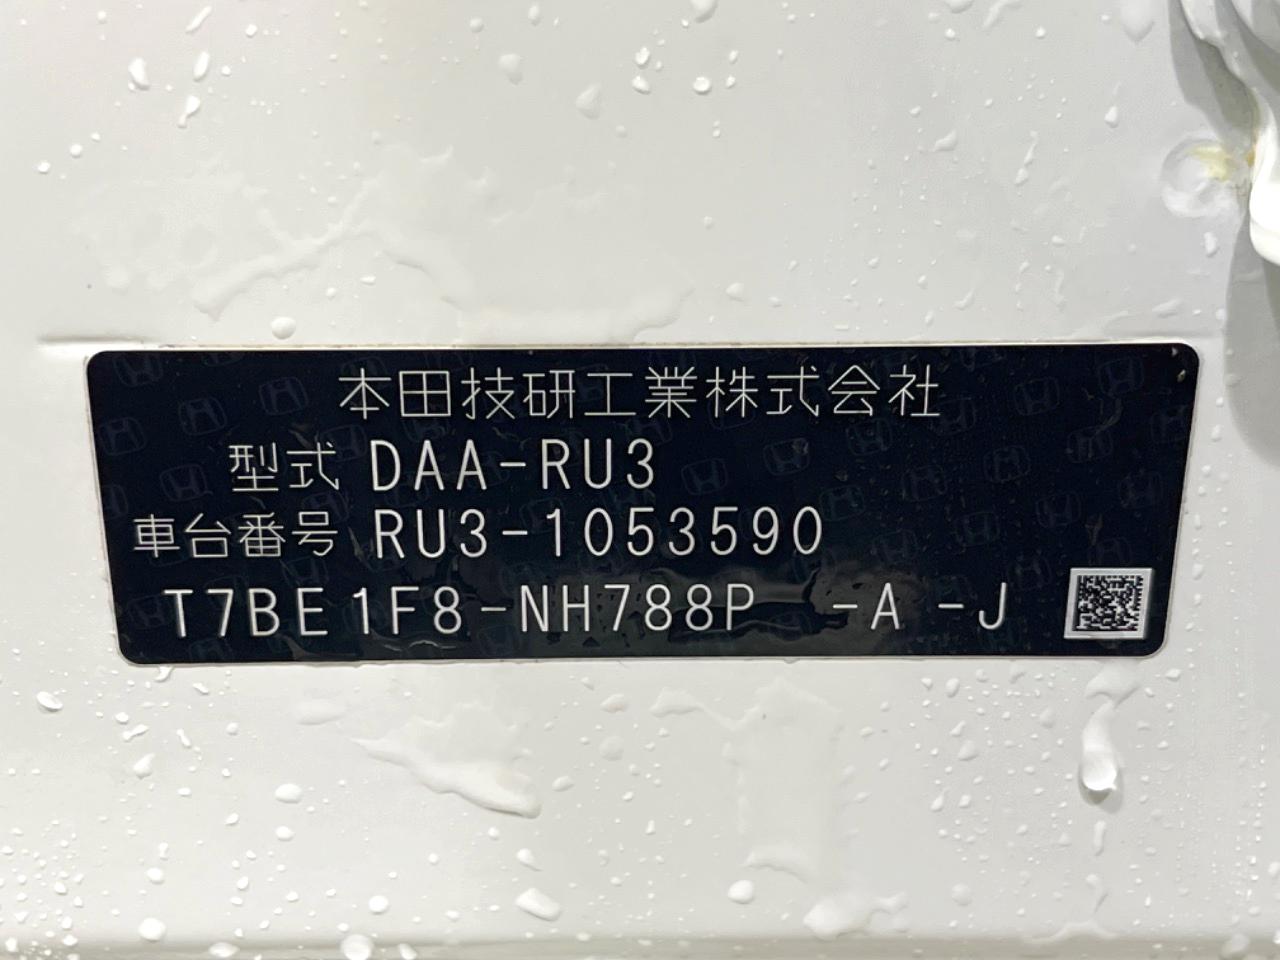 本田技研工業株式会社
型式 DAA-RU3
車台番号 RU3-1053590
T7BE1F8-NH788P -A -J